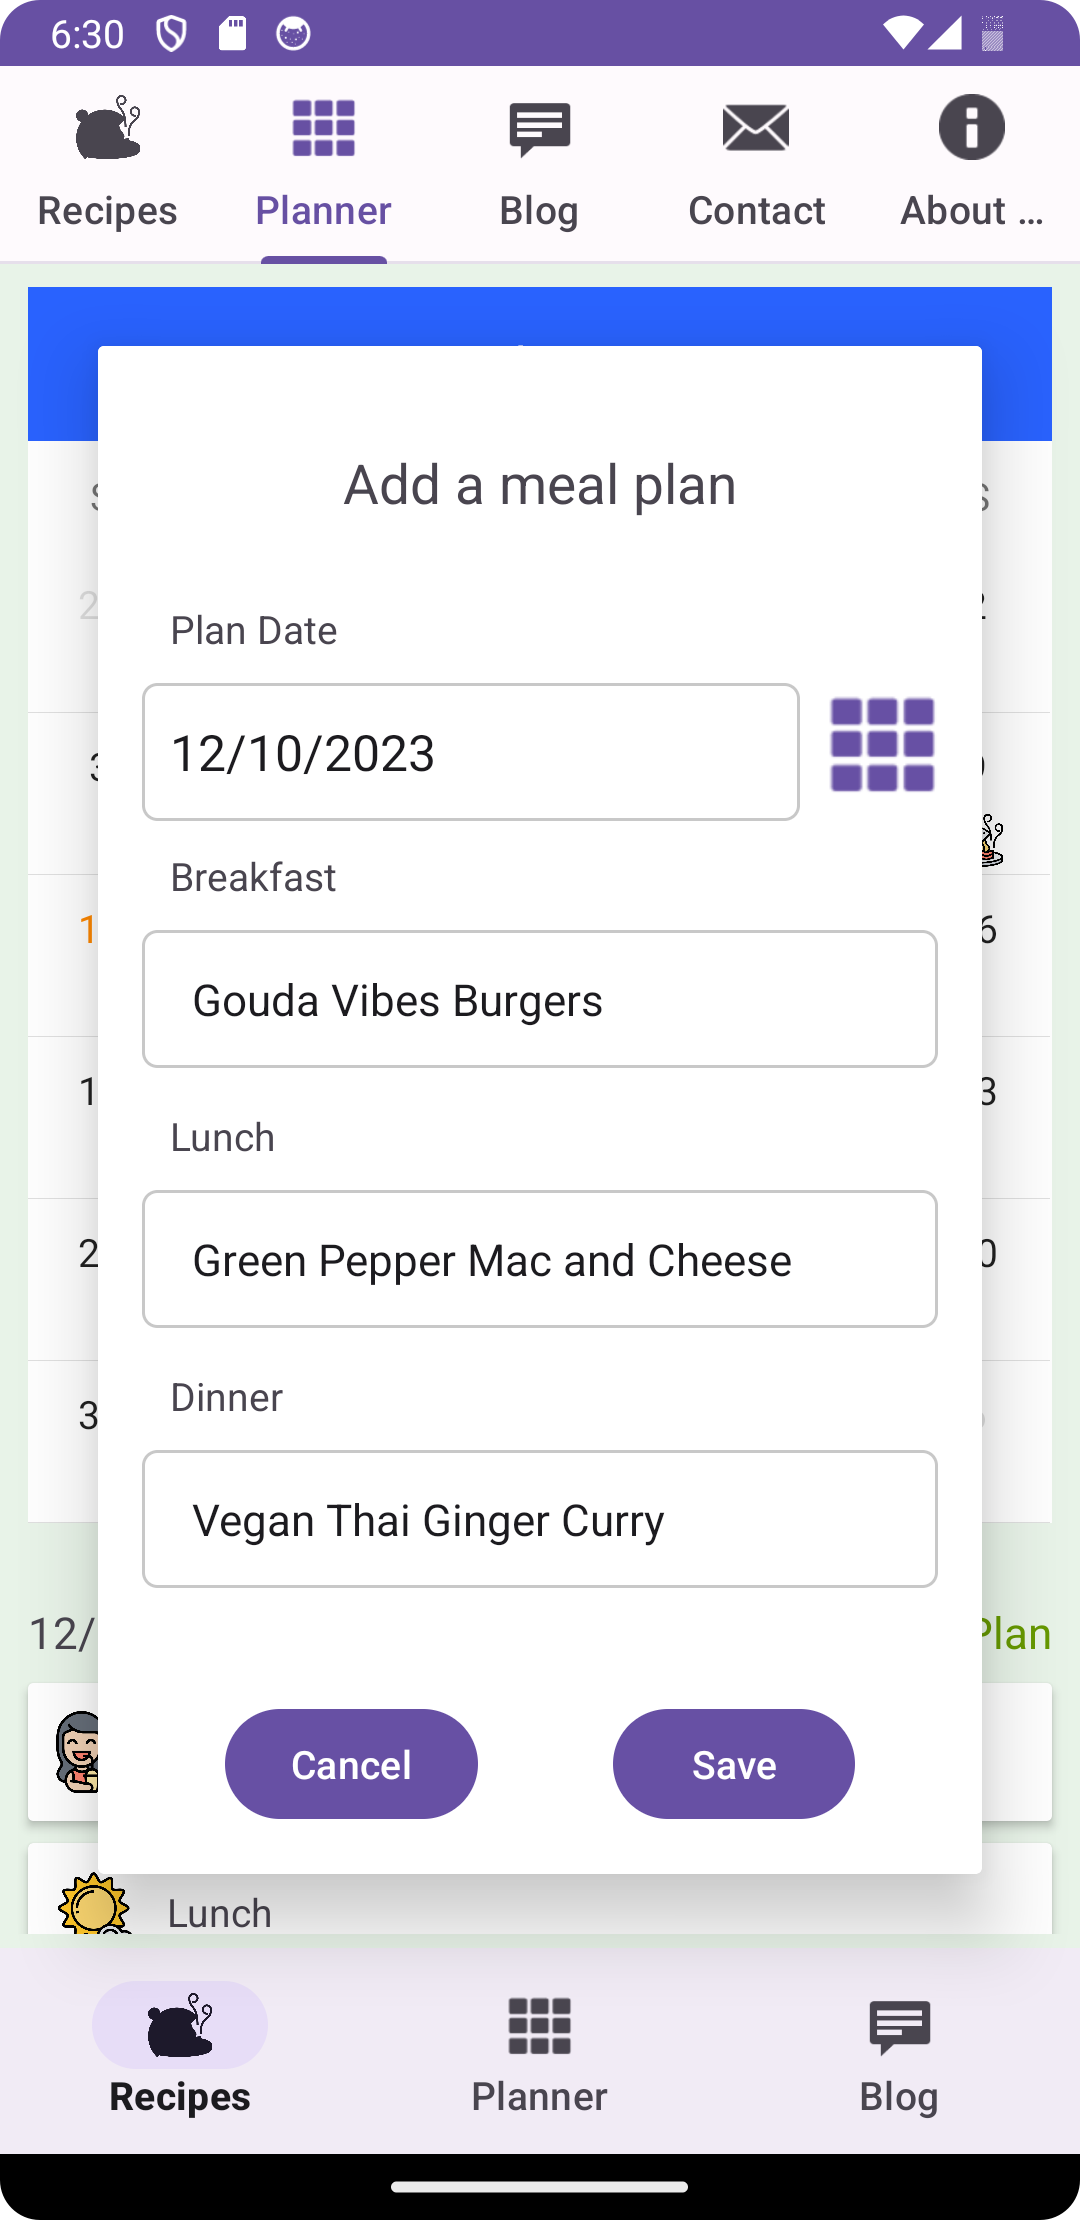 6:30
Recipes Planner Blog Contact About ...
Add a meal plan
Plan Date
12/10/2023
Breakfast
Gouda Vibes Burgers
Lunch
Green Pepper Mac and Cheese
Dinner
Vegan Thai Ginger Curry
12/ Plan
Cancel Save
Lunch
Recipes Planner Blog